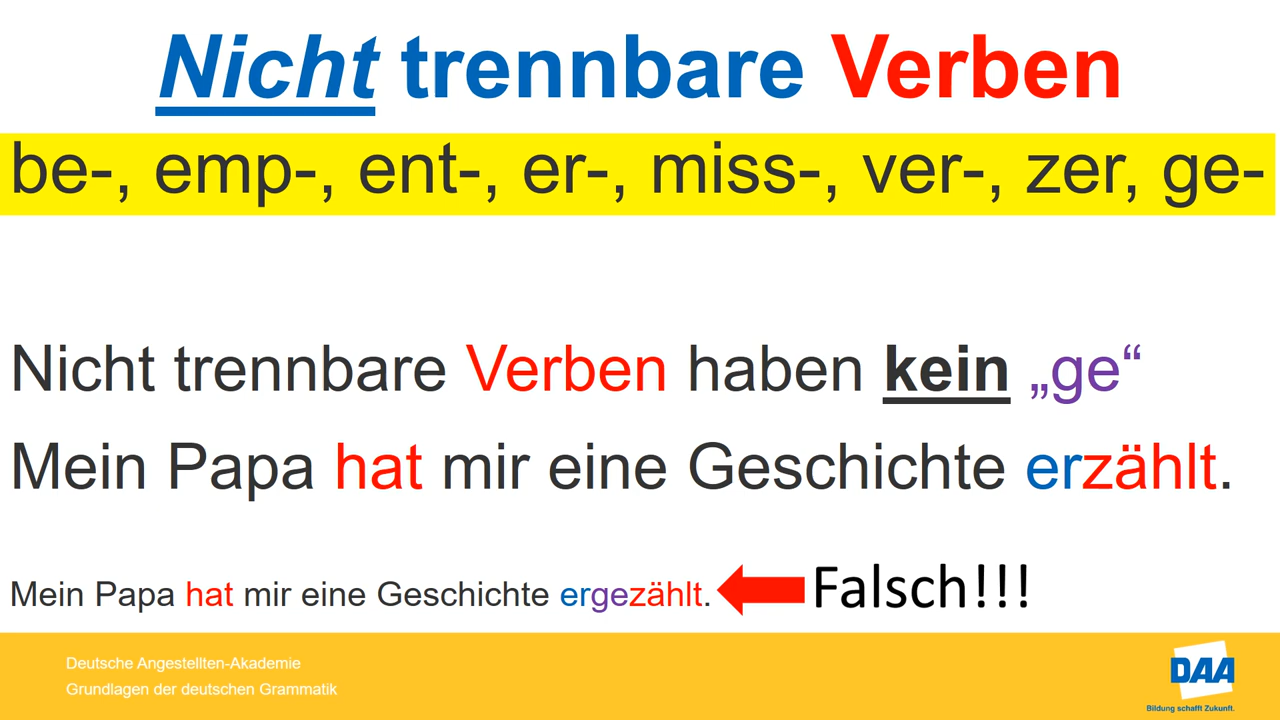 Nicht trennbare Verben
be-, emp-, ent-, er-, miss-, ver-, zer, ge-
Nicht trennbare Verben haben kein „ge“
Mein Papa hat mir eine Geschichte erzählt.
Mein Papa hat mir eine Geschichte ergezählt.
Falsch!!!
Deutsche Angestellten-Akademie
Grundlagen der deutschen Grammatik
DAA
Bildung schafft Zukunft.